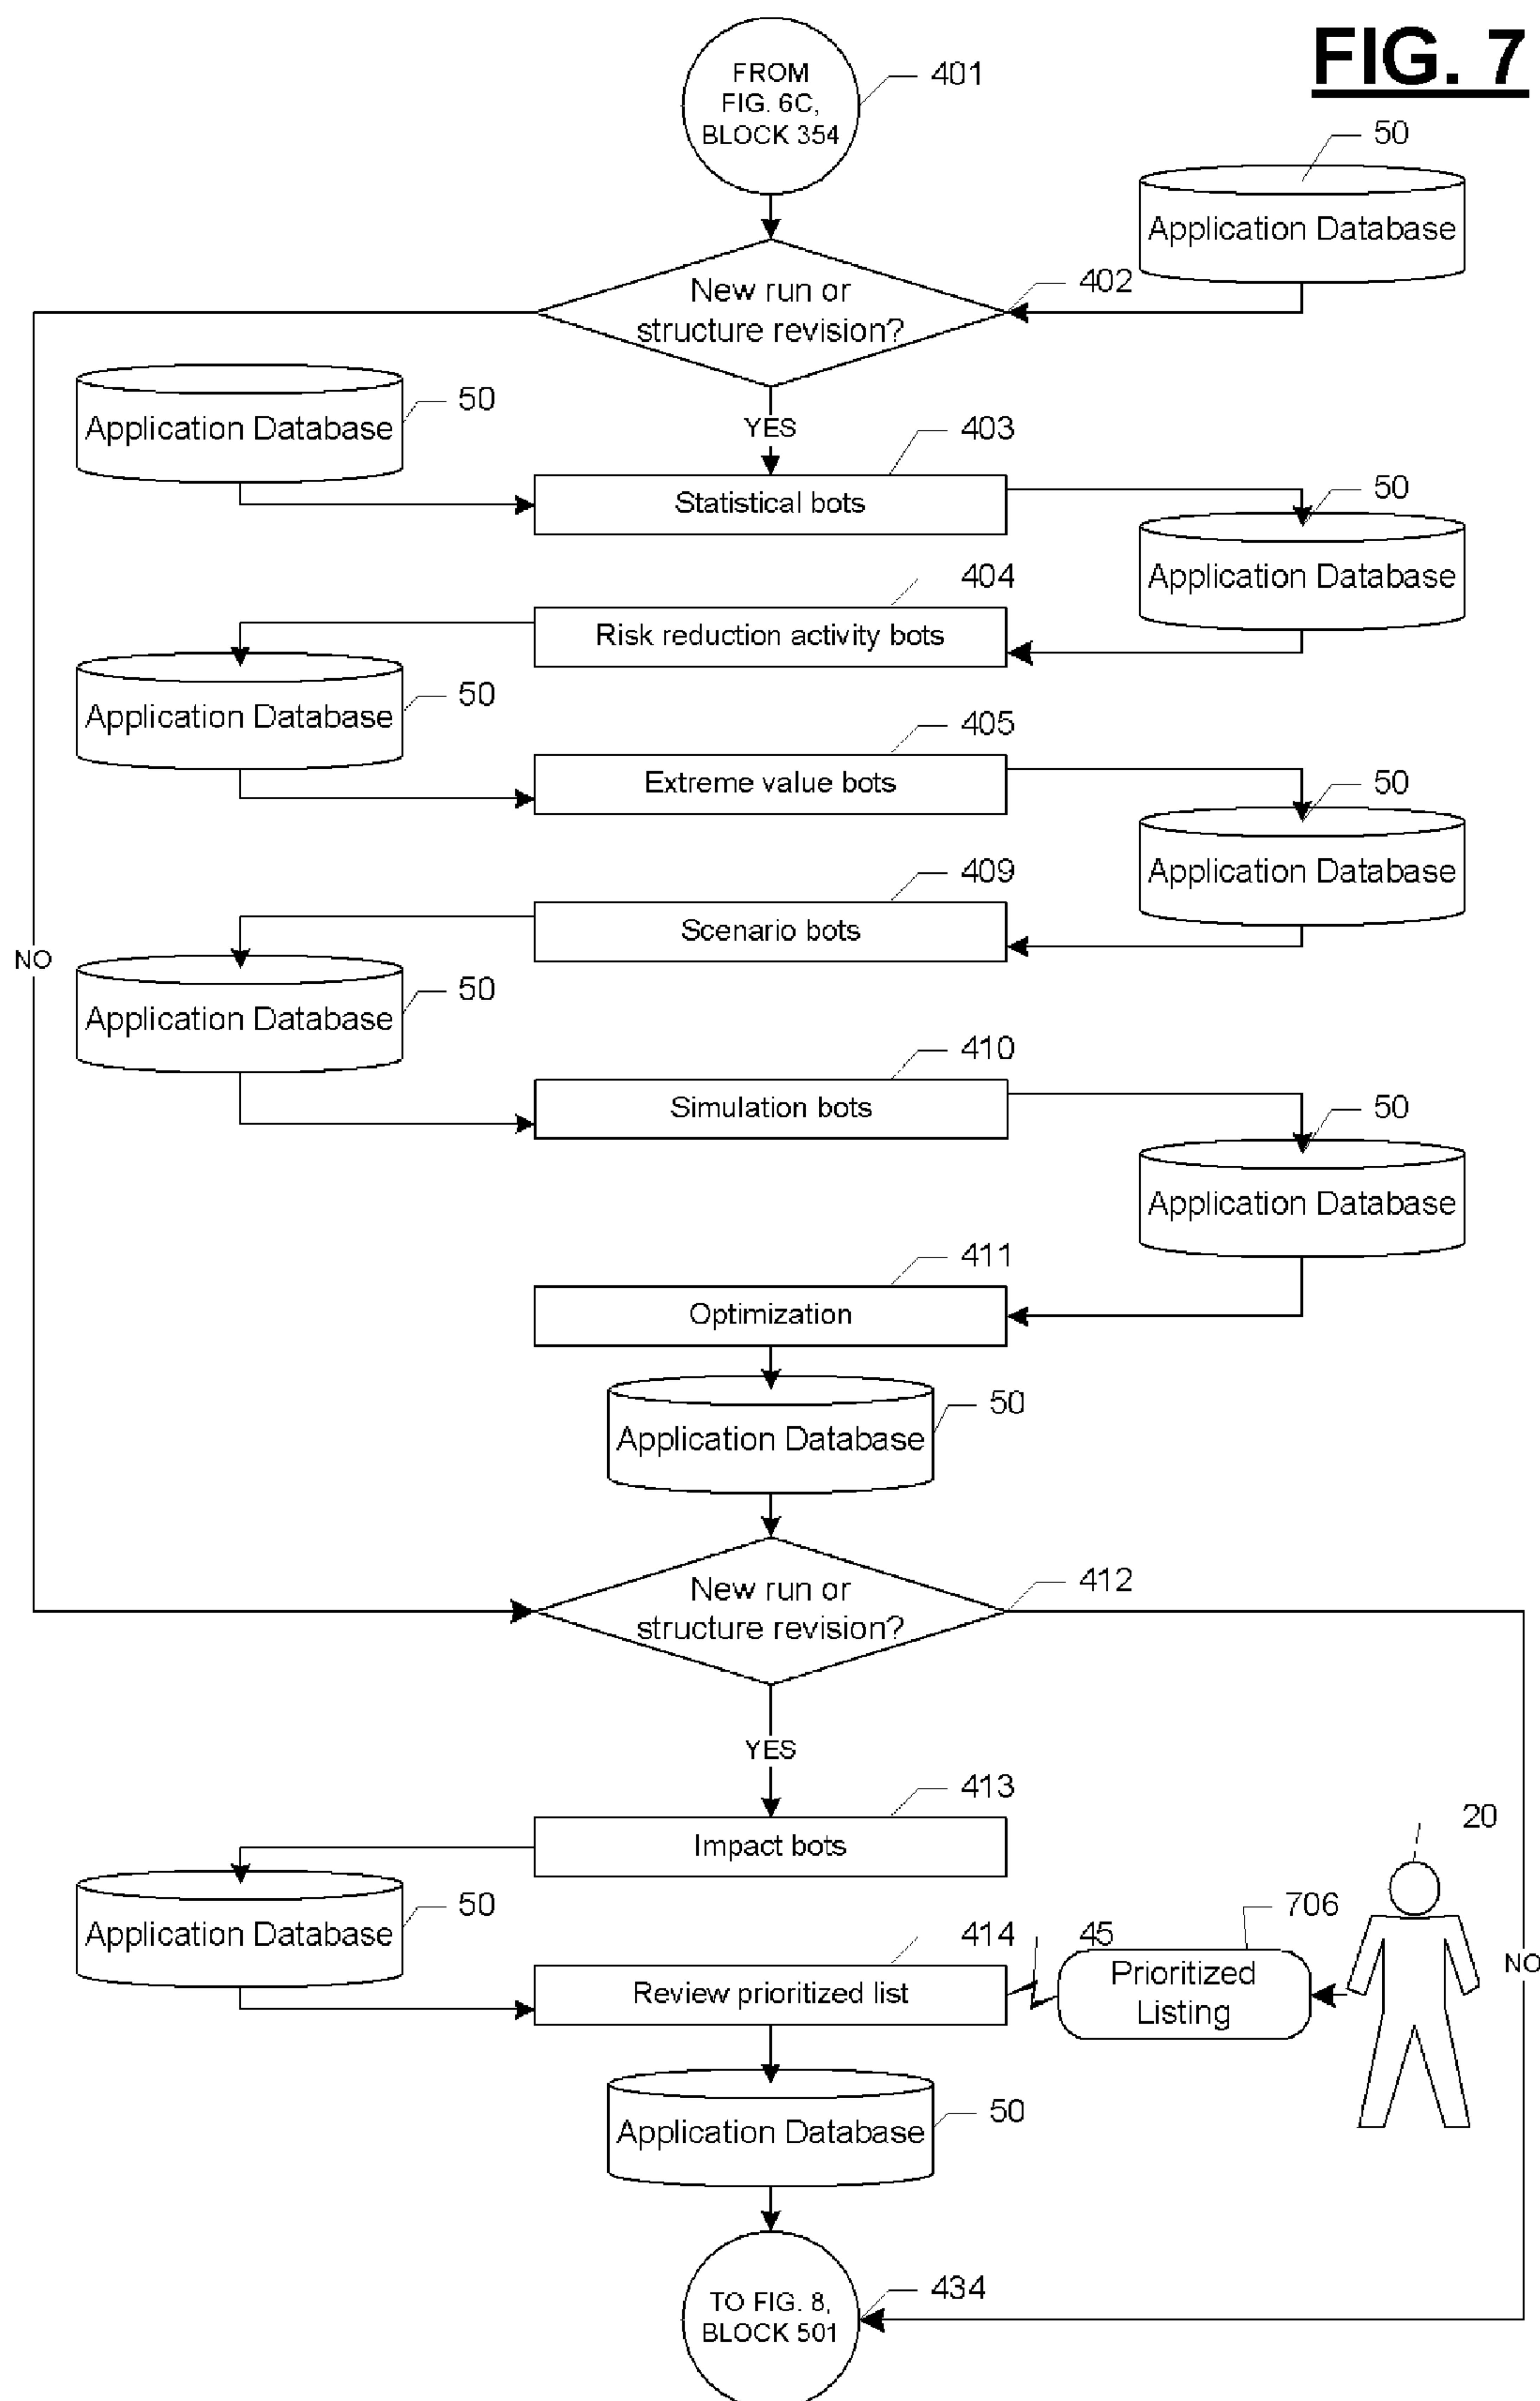 FIG. 7
FROM
FIG. 6C,
BLOCK 354
401
50
Application Database
New run or
structure revision?
402
Application Database
50
YES
403
Statistical bots
50
Application Database
404
Risk reduction activity bots
Application Database
50
405
Extreme value bots
50
Application Database
409
Scenario bots
NO
Application Database
50
410
Simulation bots
50
Application Database
411
Optimization
Application Database
50
New run or
structure revision?
412
YES
413
Impact bots
20
Application Database
50
414
45
706
Review prioritized list
Prioritized
Listing
NO
Application Database
50
TO FIG. 8,
BLOCK 501
434